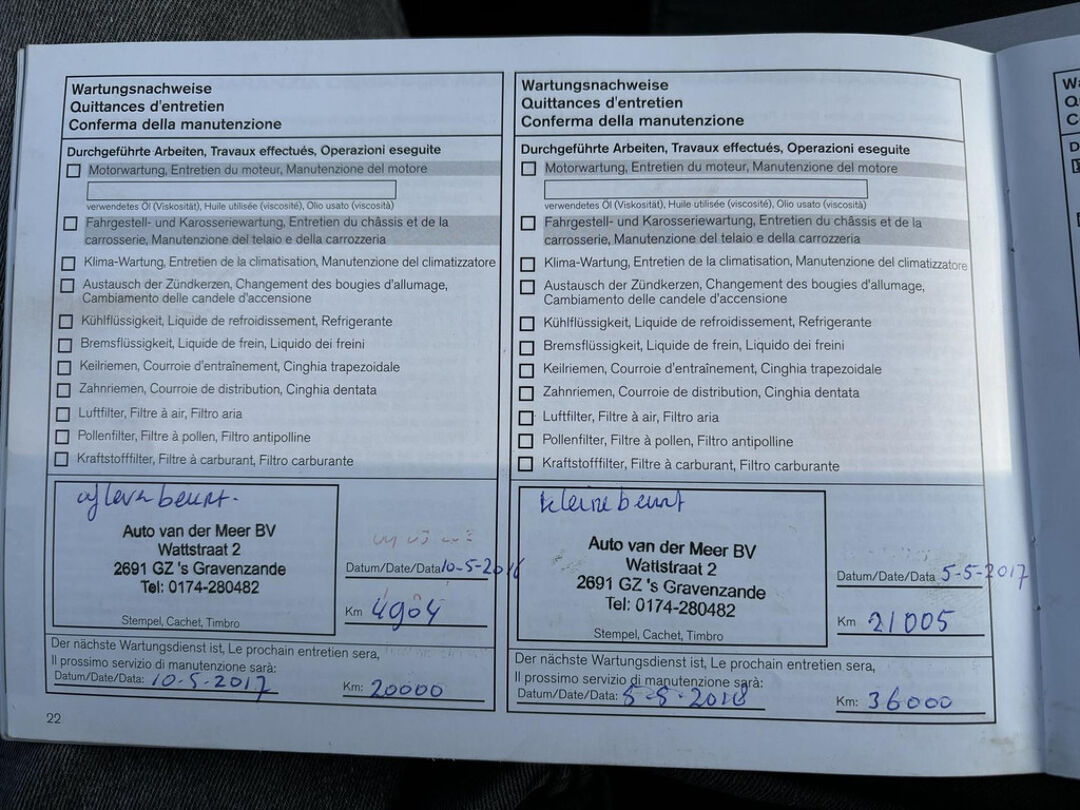 Wartungsnachweise
Quittances d'entretien
Conferma della manutenzione
Durchgeführte Arbeiten, Travaux effectués, Operazioni eseguite
Motorwartung, Entretien du moteur, Manutenzione del motore
verwendetes Öl (Viskosität), Huile utilisée (viscosité), Olio usato (viscosità)
Fahrgestell- und Karosseriewartung, Entretien du châssis et de la
carrosserie, Manutenzione del telaio e della carrozzeria
Klima-Wartung, Entretien de la climatisation, Manutenzione del climatizzatore
Austausch der Zündkerzen, Changement des bougies d'allumage,
Cambiamento delle candele d'accensione
Kühlflüssigkeit, Liquide de refroidissement, Refrigerante
Bremsflüssigkeit, Liquide de frein, Liquido dei freini
Keilriemen, Courroie d'entraînement, Cinghia trapezoidale
Zahnriemen, Courroie de distribution, Cinghia dentata
Luftfilter, Filtre à air, Filtro aria
Pollenfilter, Filtre à pollen, Filtro antipolline
Kraftstofffilter, Filtre à carburant, Filtro carburante
afleverbeurt.
Auto van der Meer BV
Wattstraat 2
2691 GZ 's Gravenzande
Tel: 0174-280482
Stempel, Cachet, Timbro
Datum/Date/Data 10-5-2016
Km 4904
Der nächste Wartungsdienst ist, Le prochain entretien sera,
Il prossimo servizio di manutenzione sarà:
Datum/Date/Data: 10-5-2017 Km: 20000
22
Wartungsnachweise
Quittances d'entretien
Conferma della manutenzione
Durchgeführte Arbeiten, Travaux effectués, Operazioni eseguite
Motorwartung, Entretien du moteur, Manutenzione del motore
verwendetes Öl (Viskosität), Huile utilisée (viscosité), Olio usato (viscosità)
Fahrgestell- und Karosseriewartung, Entretien du châssis et de la
carrosserie, Manutenzione del telaio e della carrozzeria
Klima-Wartung, Entretien de la climatisation, Manutenzione del climatizzatore
Austausch der Zündkerzen, Changement des bougies d'allumage,
Cambiamento delle candele d'accensione
Kühlflüssigkeit, Liquide de refroidissement, Refrigerante
Bremsflüssigkeit, Liquide de frein, Liquido dei freini
Keilriemen, Courroie d'entraînement, Cinghia trapezoidale
Zahnriemen, Courroie de distribution, Cinghia dentata
Luftfilter, Filtre à air, Filtro aria
Pollenfilter, Filtre à pollen, Filtro antipolline
Kraftstofffilter, Filtre à carburant, Filtro carburante
kleine beurt
Auto van der Meer BV
Wattstraat 2
2691 GZ 's Gravenzande
Tel: 0174-280482
Stempel, Cachet, Timbro
Datum/Date/Data 5-5-2017
Km 21005
Der nächste Wartungsdienst ist, Le prochain entretien sera,
Il prossimo servizio di manutenzione sarà:
Datum/Date/Data: 5-5-2018 Km: 36000